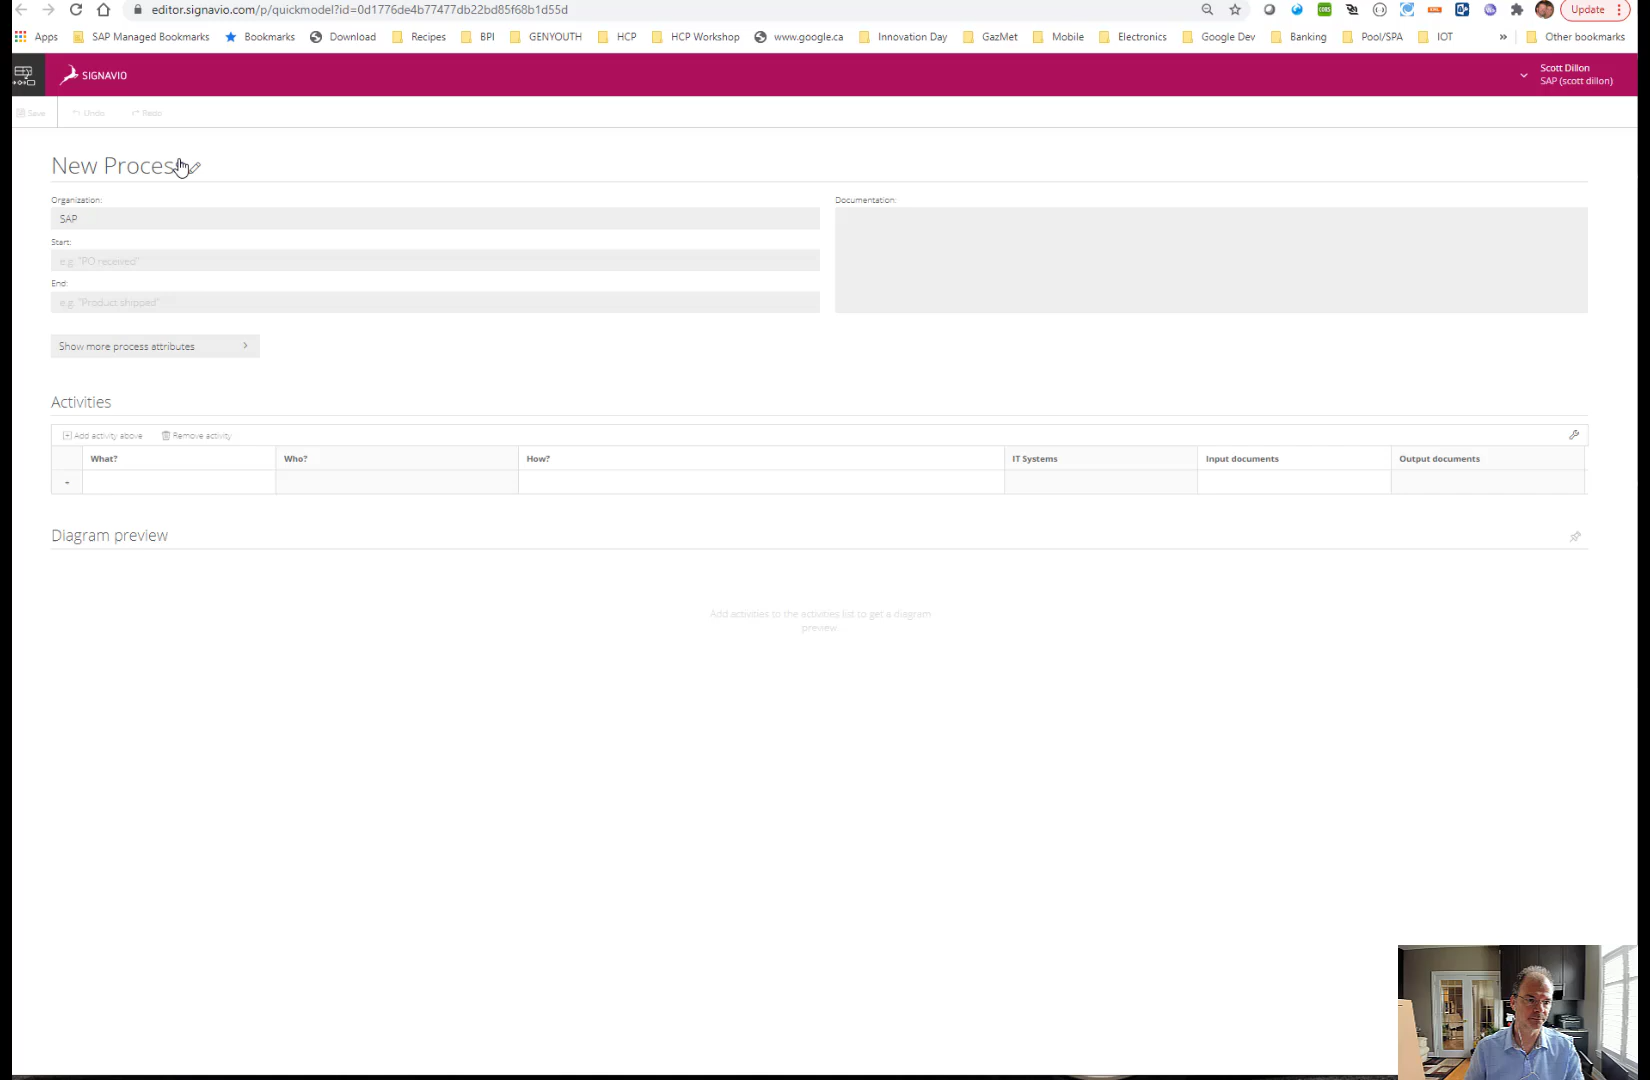 editor.signavio.com/p/quickmodel?id=0d1776de4b77477db22bd85f68b1d55d
Update
Apps SAP Managed Bookmarks Bookmarks Download Recipes BPI GENYOUTH HCP HCP Workshop www.google.ca Innovation Day GazMet Mobile Electronics Google Dev Banking Pool/SPA IOT » Other bookmarks
SIGNAVIO
Scott Dillon
SAP (scott dillon)
Save Undo Redo
New Proces
Organization:
SAP
Start:
e.g. "PO received"
End:
e.g. "Product shipped"
Documentation:
Show more process attributes
Activities
Add activity above Remove activity
What? Who? How? IT Systems Input documents Output documents
Diagram preview
Add activities to the activities list to get a diagram
preview.